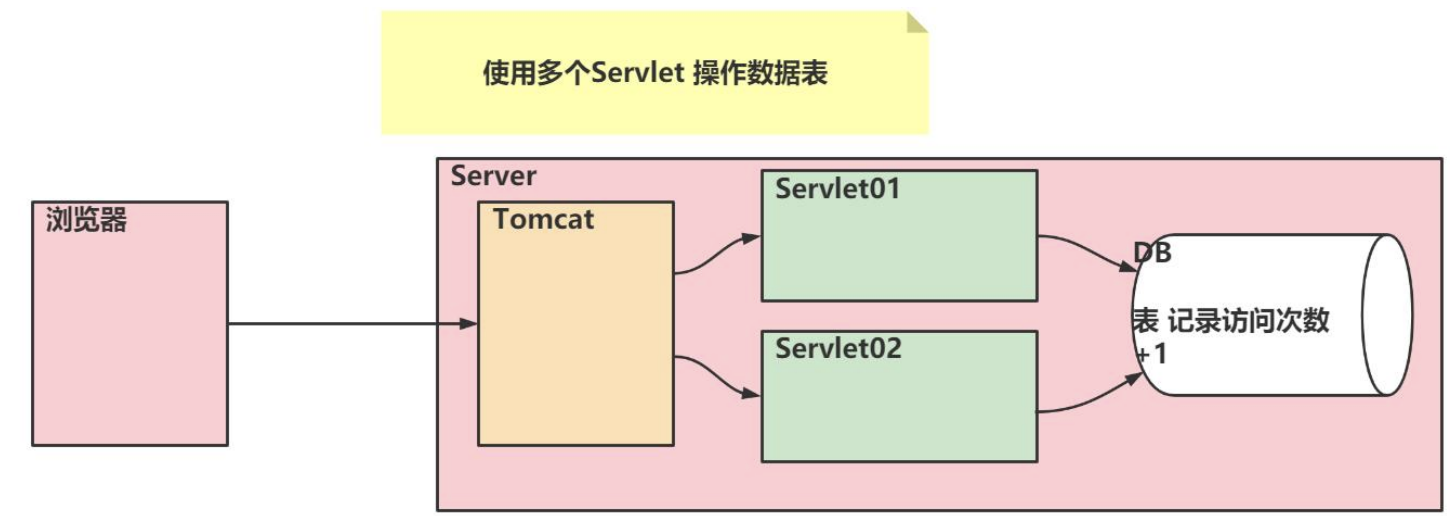 使用多个Servlet 操作数据表
Server
浏览器
Tomcat
Servlet01
DB
表 记录访问次数
+1
Servlet02